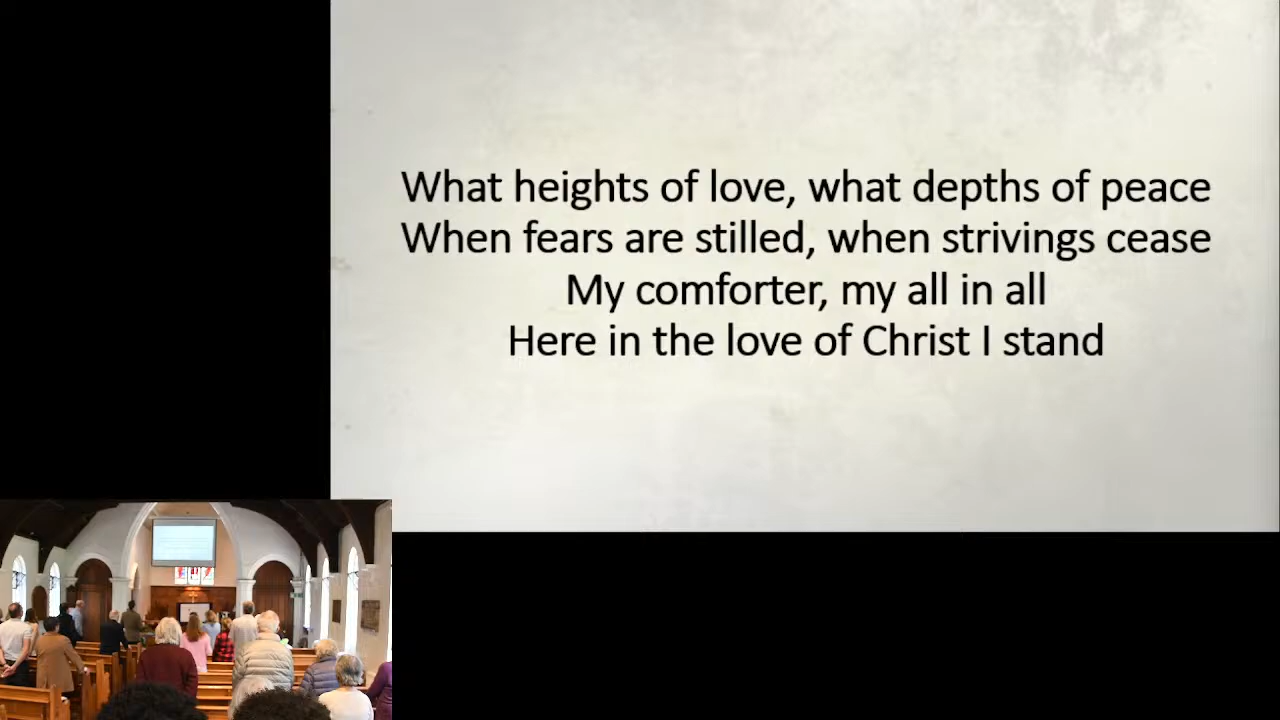 What heights of love, what depths of peace
When fears are stilled, when strivings cease
My comforter, my all in all
Here in the love of Christ I stand